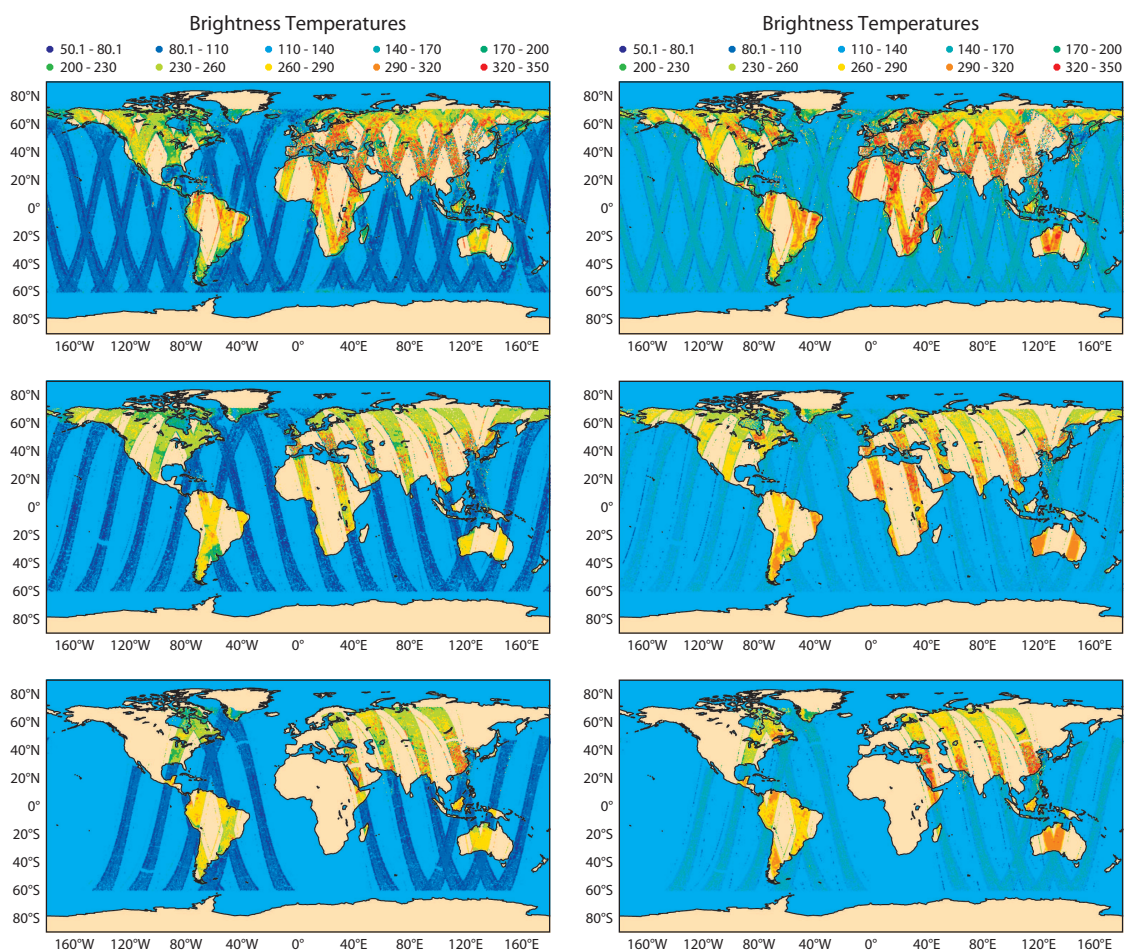 Brightness Temperatures
50.1 - 80.1 80.1 - 110 110 - 140 140 - 170 170 - 200
200 - 230 230 - 260 260 - 290 290 - 320 320 - 350
80°N
60°N
40°N
20°N
0°
20°S
40°S
60°S
80°S
160°W 120°W 80°W 40°W 0° 40°E 80°E 120°E 160°E
Brightness Temperatures
50.1 - 80.1 80.1 - 110 110 - 140 140 - 170 170 - 200
200 - 230 230 - 260 260 - 290 290 - 320 320 - 350
80°N
60°N
40°N
20°N
0°
20°S
40°S
60°S
80°S
160°W 120°W 80°W 40°W 0° 40°E 80°E 120°E 160°E
80°N
60°N
40°N
20°N
0°
20°S
40°S
60°S
80°S
160°W 120°W 80°W 40°W 0° 40°E 80°E 120°E 160°E
80°N
60°N
40°N
20°N
0°
20°S
40°S
60°S
80°S
160°W 120°W 80°W 40°W 0° 40°E 80°E 120°E 160°E
80°N
60°N
40°N
20°N
0°
20°S
40°S
60°S
80°S
160°W 120°W 80°W 40°W 0° 40°E 80°E 120°E 160°E
80°N
60°N
40°N
20°N
0°
20°S
40°S
60°S
80°S
160°W 120°W 80°W 40°W 0° 40°E 80°E 120°E 160°E